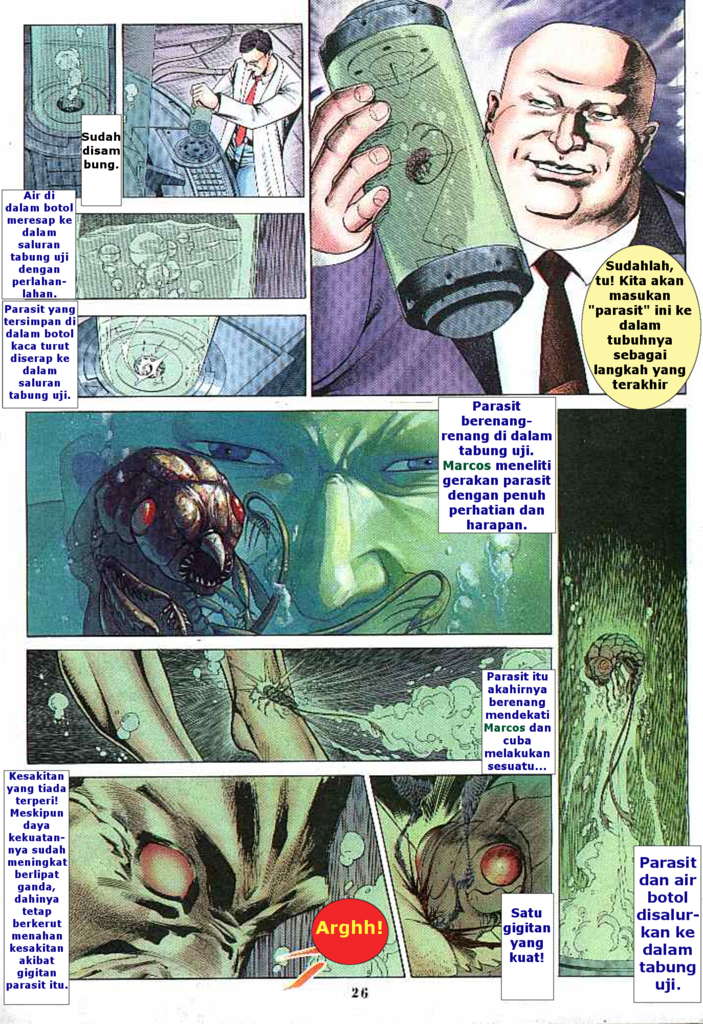 Sudah
disam
bung.
Air di
dalam botol
meresap ke
dalam
saluran
tabung uji
dengan
perlahan-
lahan.
Parasit yang
tersimpan di
dalam botol
kaca turut
diserap ke
dalam
saluran
tabung uji.
Sudahlah,
tu! Kita akan
masukan
"parasit" ini ke
dalam
tubuhnya
sebagai
langkah yang
terakhir
Parasit
berenang-
renang di dalam
tabung uji.
Marcos meneliti
gerakan parasit
dengan penuh
perhatian dan
harapan.
Parasit itu
akahirnya
berenang
mendekati
Marcos dan
cuba
melakukan
sesuatu...
Parasit
dan air
botol
disalur-
kan ke
dalam
tabung
uji.
Kesakitan
yang tiada
terperi!
Meskipun
daya
kekuatan-
nya sudah
meningkat
berlipat
ganda,
dahinya
tetap
berkerut
menahan
kesakitan
akibat
gigitan
parasit itu.
Arghh!
Satu
gigitan
yang
kuat!
26